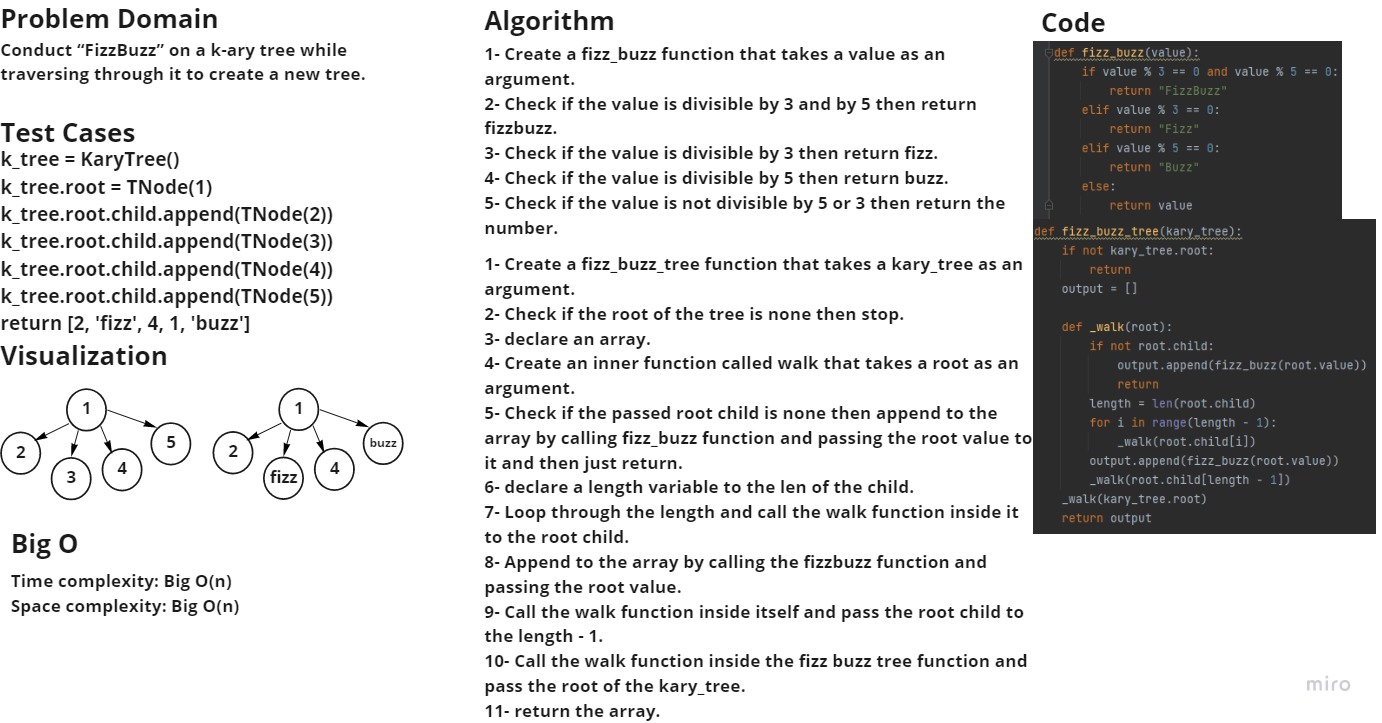 Problem Domain
Conduct “FizzBuzz” on a k-ary tree while
traversing through it to create a new tree.
Test Cases
k_tree = KaryTree()
k_tree.root = TNode(1)
k_tree.root.child.append(TNode(2))
k_tree.root.child.append(TNode(3))
k_tree.root.child.append(TNode(4))
k_tree.root.child.append(TNode(5))
return [2, 'fizz', 4, 1, 'buzz']
Visualization
1
2
3
4
5
1
2
fizz
4
buzz
Big O
Time complexity: Big O(n)
Space complexity: Big O(n)
Algorithm
1- Create a fizz_buzz function that takes a value as an
argument.
2- Check if the value is divisible by 3 and by 5 then return
fizzbuzz.
3- Check if the value is divisible by 3 then return fizz.
4- Check if the value is divisible by 5 then return buzz.
5- Check if the value is not divisible by 5 or 3 then return the
number.
1- Create a fizz_buzz_tree function that takes a kary_tree as an
argument.
2- Check if the root of the tree is none then stop.
3- declare an array.
4- Create an inner function called walk that takes a root as an
argument.
5- Check if the passed root child is none then append to the
array by calling fizz_buzz function and passing the root value to
it and then just return.
6- declare a length variable to the len of the child.
7- Loop through the length and call the walk function inside it
to the root child.
8- Append to the array by calling the fizzbuzz function and
passing the root value.
9- Call the walk function inside itself and pass the root child to
the length - 1.
10- Call the walk function inside the fizz buzz tree function and
pass the root of the kary_tree.
11- return the array.
Code
def fizz_buzz(value):
    if value % 3 == 0 and value % 5 == 0:
        return "FizzBuzz"
    elif value % 3 == 0:
        return "Fizz"
    elif value % 5 == 0:
        return "Buzz"
    else:
        return value
def fizz_buzz_tree(kary_tree):
    if not kary_tree.root:
        return
    output = []
    def _walk(root):
        if not root.child:
            output.append(fizz_buzz(root.value))
            return
        length = len(root.child)
        for i in range(length - 1):
            _walk(root.child[i])
        output.append(fizz_buzz(root.value))
        _walk(root.child[length - 1])
    _walk(kary_tree.root)
    return output
miro